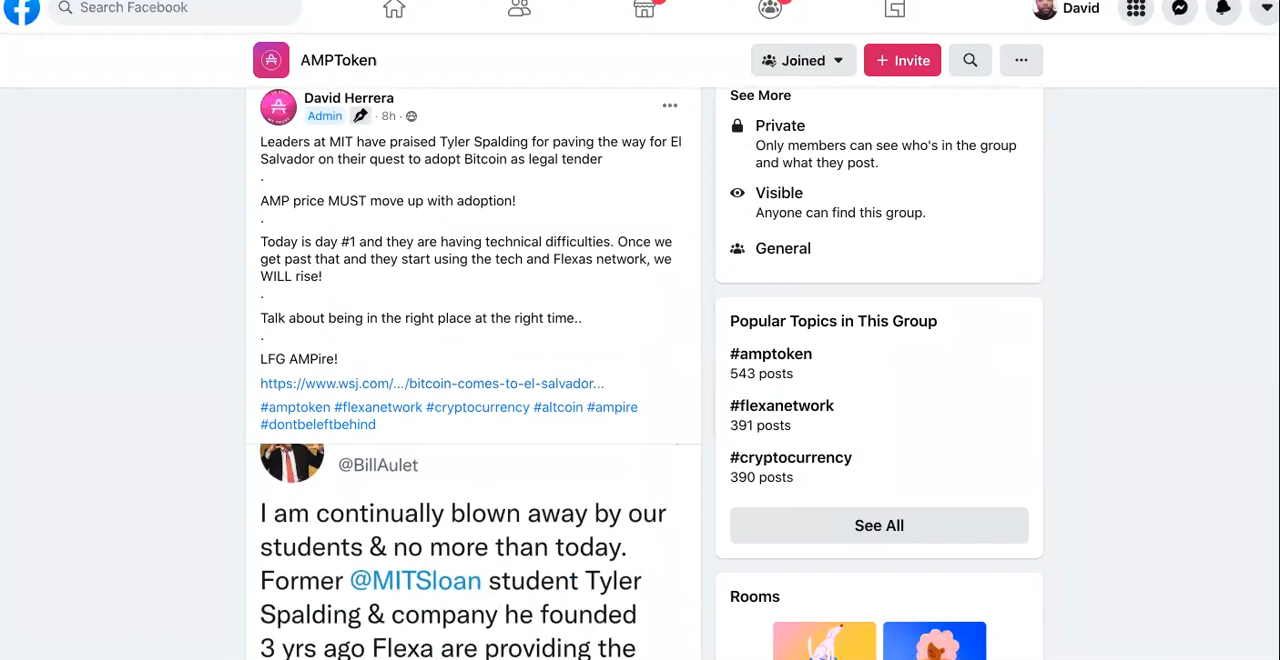 Search Facebook
David
AMPToken
Joined
+ Invite
David Herrera
Admin · 8h ·
Leaders at MIT have praised Tyler Spalding for paving the way for El
Salvador on their quest to adopt Bitcoin as legal tender
.
AMP price MUST move up with adoption!
.
Today is day #1 and they are having technical difficulties. Once we
get past that and they start using the tech and Flexas network, we
WILL rise!
.
Talk about being in the right place at the right time..
.
LFG AMPire!
https://www.wsj.com/.../bitcoin-comes-to-el-salvador...
#amptoken #flexanetwork #cryptocurrency #altcoin #ampire
#dontbeleftbehind
@BillAulet
I am continually blown away by our
students & no more than today.
Former @MITSloan student Tyler
Spalding & company he founded
3 yrs ago Flexa are providing the
See More
Private
Only members can see who's in the group
and what they post.
Visible
Anyone can find this group.
General
Popular Topics in This Group
#amptoken
543 posts
#flexanetwork
391 posts
#cryptocurrency
390 posts
See All
Rooms